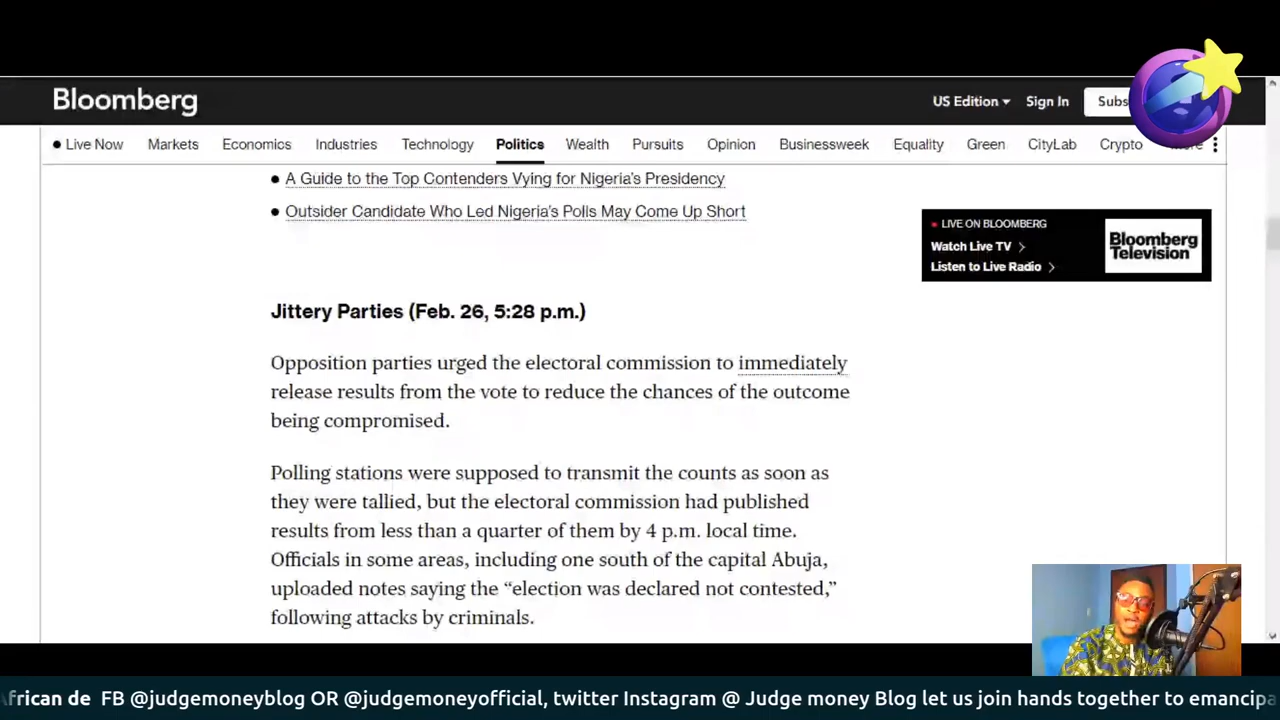 Bloomberg
US Edition Sign In Subs
Live Now Markets Economics Industries Technology Politics Wealth Pursuits Opinion Businessweek Equality Green CityLab Crypto More
A Guide to the Top Contenders Vying for Nigeria's Presidency
Outsider Candidate Who Led Nigeria's Polls May Come Up Short
LIVE ON BLOOMBERG
Watch Live TV
Listen to Live Radio
Bloomberg
Television
Jittery Parties (Feb. 26, 5:28 p.m.)
Opposition parties urged the electoral commission to immediately
release results from the vote to reduce the chances of the outcome
being compromised.
Polling stations were supposed to transmit the counts as soon as
they were tallied, but the electoral commission had published
results from less than a quarter of them by 4 p.m. local time.
Officials in some areas, including one south of the capital Abuja,
uploaded notes saying the “election was declared not contested,”
following attacks by criminals.
African de FB @judgemoneyblog OR @judgemoneyofficial, twitter Instagram @ Judge money Blog let us join hands together to emancipa